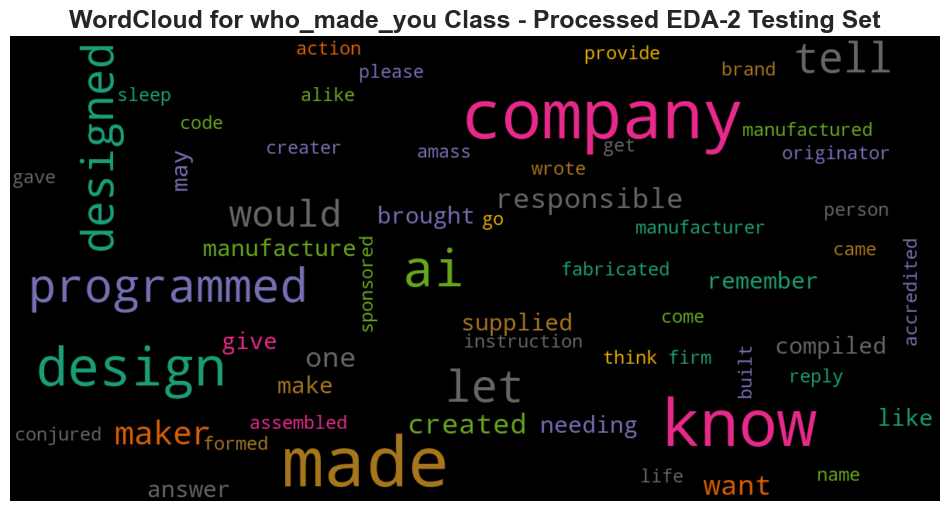 WordCloud for who_made_you Class - Processed EDA-2 Testing Set
action
provide
tell
please
brand
designed
sleep
alike
company
code
manufactured
creater
amass
get
originator
may
wrote
gave
responsible
would
brought
go
person
manufacture
manufacturer
came
ai
sponsored
fabricated
remember
accredited
programmed
supplied
come
give
instruction
one
think
firm
compiled
design
built
reply
make
let
know
created
needing
like
assembled
maker
conjured
formed
made
life
name
answer
want